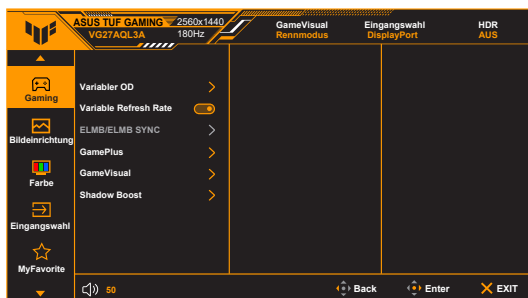 ASUS TUF GAMING
VG27AQL3A
2560x1440
180Hz
GameVisual
Rennmodus
Eingangswahl
DisplayPort
HDR
AUS
Gaming
Bildeinrichtung
Farbe
Eingangswahl
MyFavorite
Variabler OD
Variable Refresh Rate
ELMB/ELMB SYNC
GamePlus
GameVisual
Shadow Boost
50
Back
Enter
EXIT